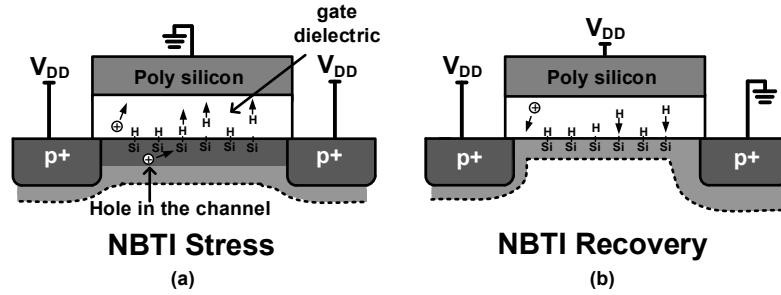 gate
dielectric
V_DD
Poly silicon
V_DD
H H H H H H
Si Si Si Si Si Si
p+
p+
Hole in the channel
NBTI Stress
(a)
V_DD
V_DD
Poly silicon
H H H H H H
Si Si Si Si Si Si
p+
p+
NBTI Recovery
(b)